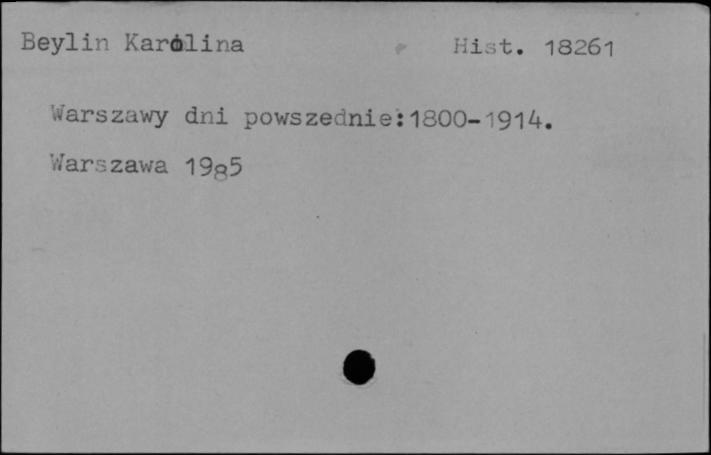 Beylin Karolina Hist. 18261
Warszawy dni powszednie:1800-1914.
Warszawa 1985